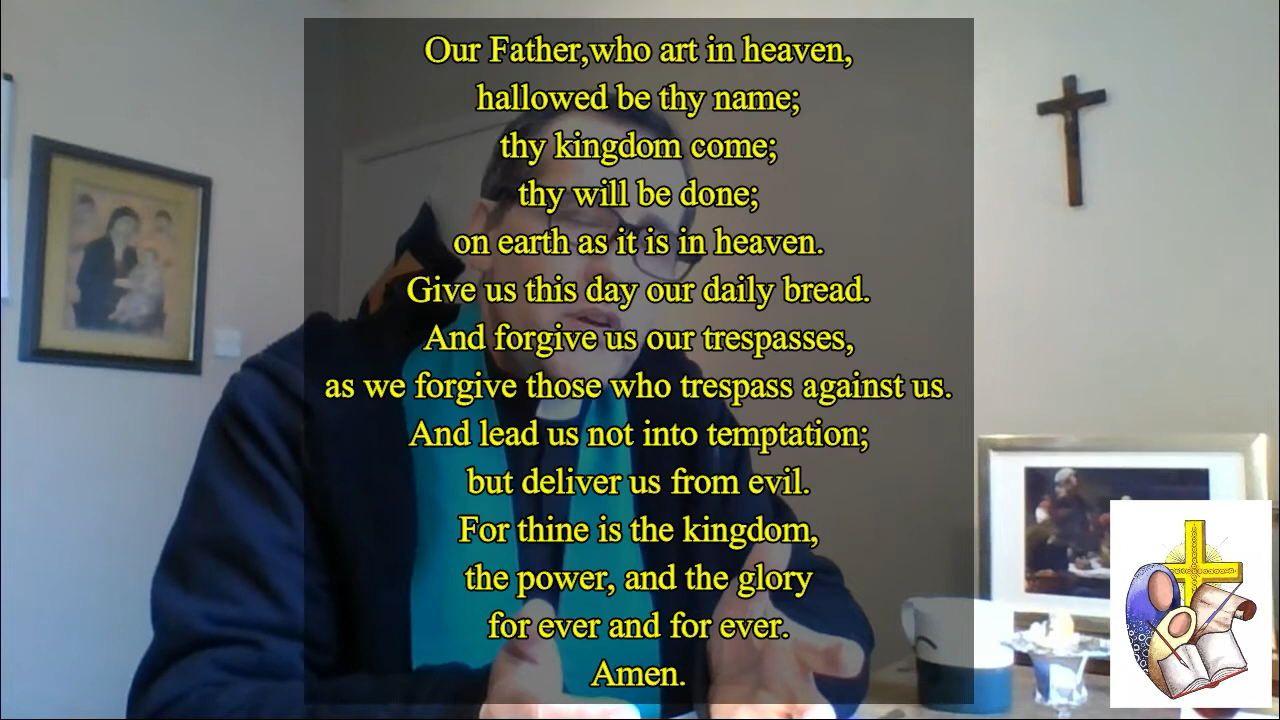 Our Father,who art in heaven,
hallowed be thy name;
thy kingdom come;
thy will be done;
on earth as it is in heaven.
Give us this day our daily bread.
And forgive us our trespasses,
as we forgive those who trespass against us.
And lead us not into temptation;
but deliver us from evil.
For thine is the kingdom,
the power, and the glory
for ever and for ever.
Amen.